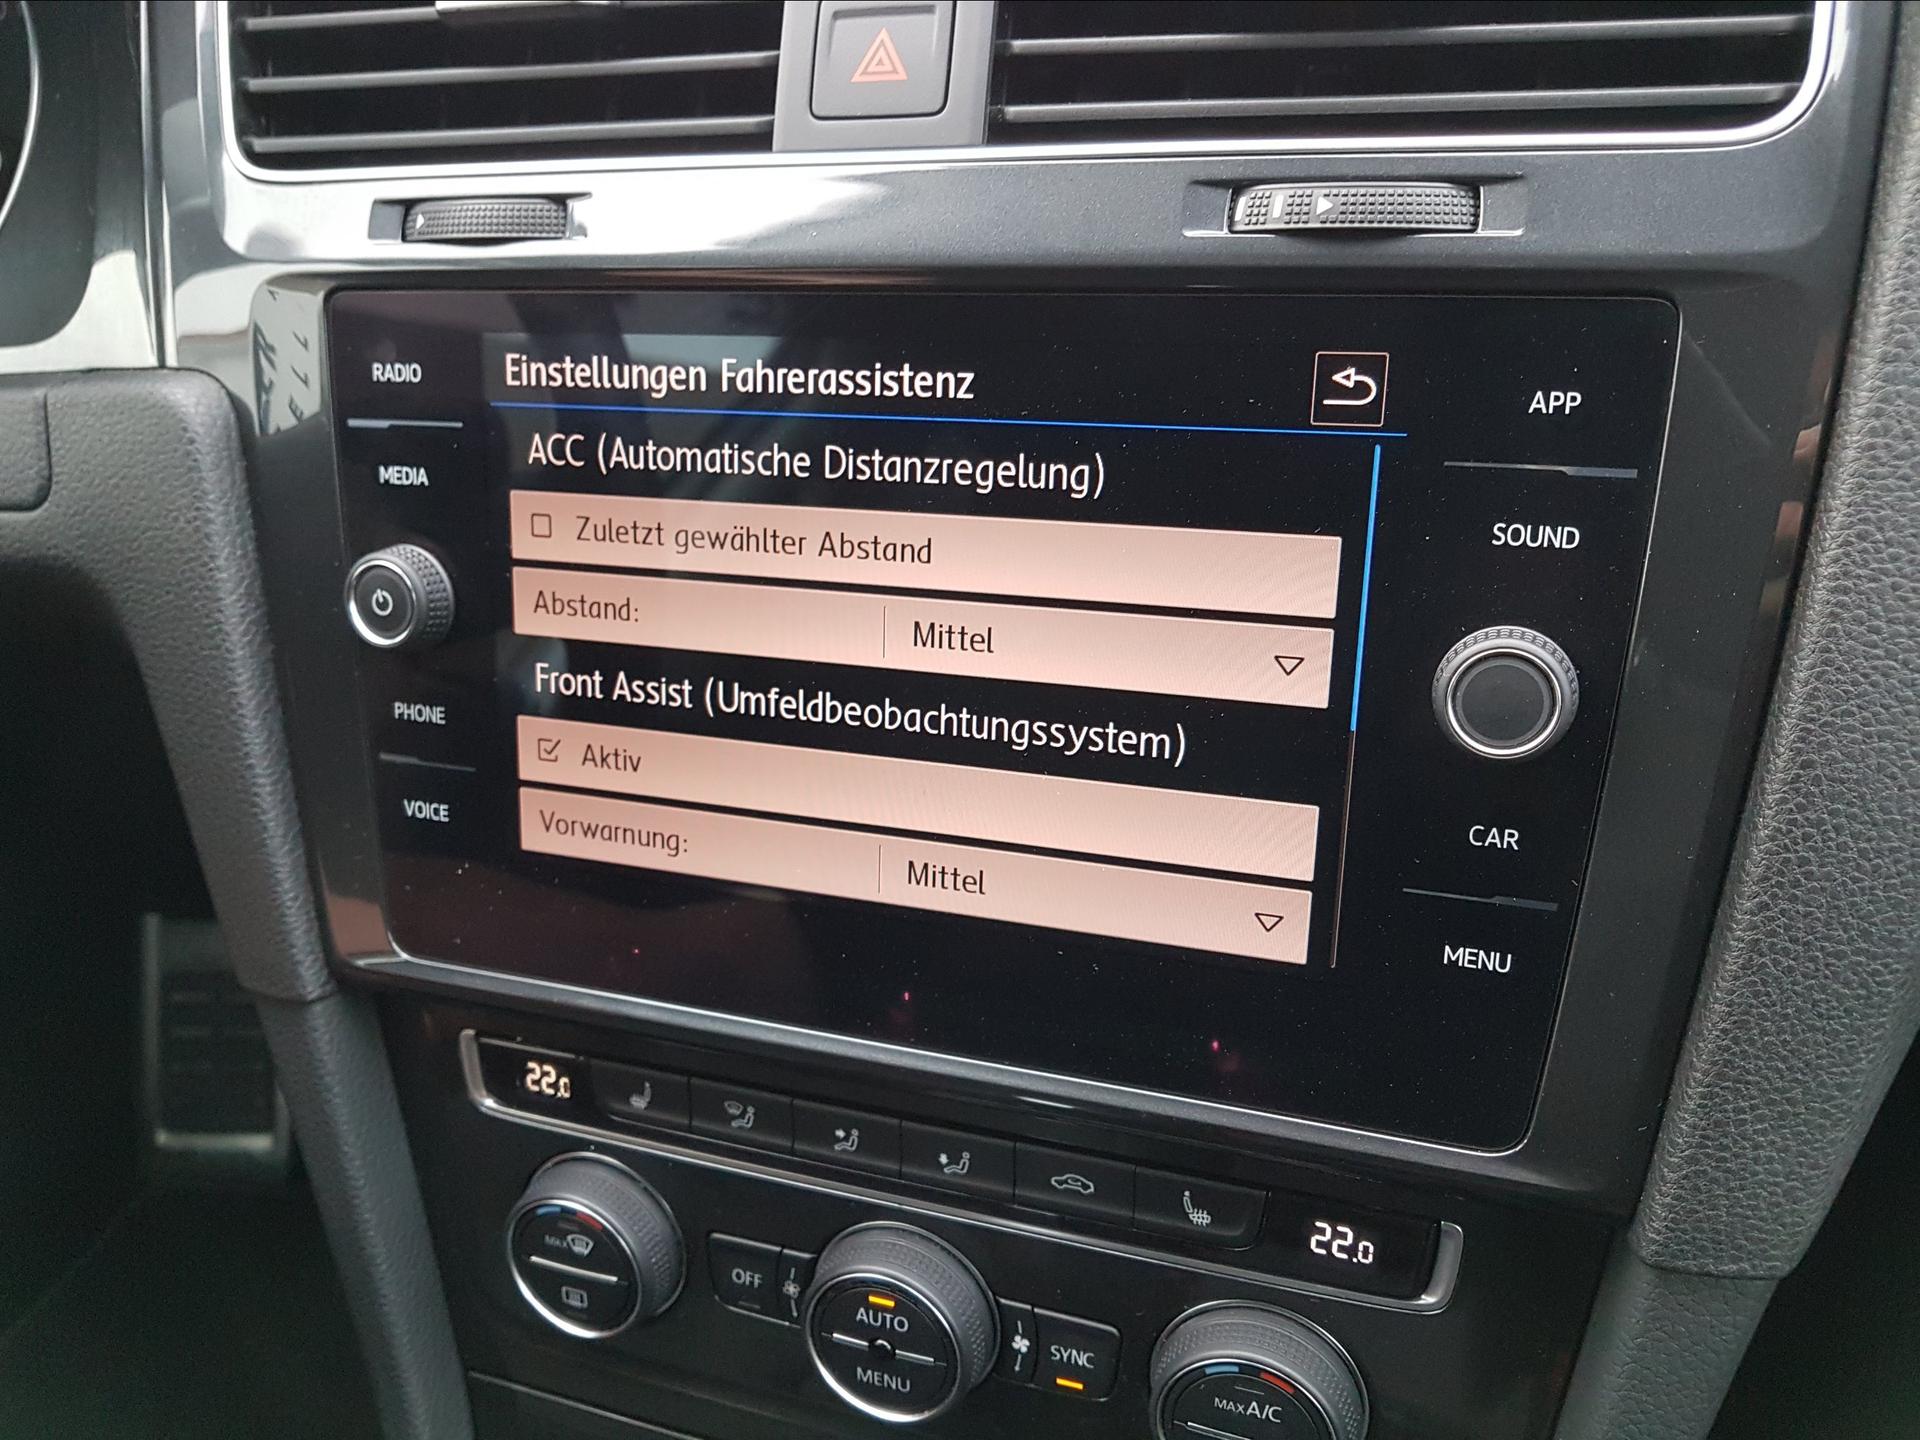 RADIO
MEDIA
PHONE
VOICE
Einstellungen Fahrerassistenz
ACC (Automatische Distanzregelung)
Zuletzt gewählter Abstand
Abstand: Mittel
Front Assist (Umfeldbeobachtungssystem)
Aktiv
Vorwarnung: Mittel
APP
SOUND
CAR
MENU
22.0
22.0
MAX
OFF
AUTO
MENU
SYNC
MAX A/C